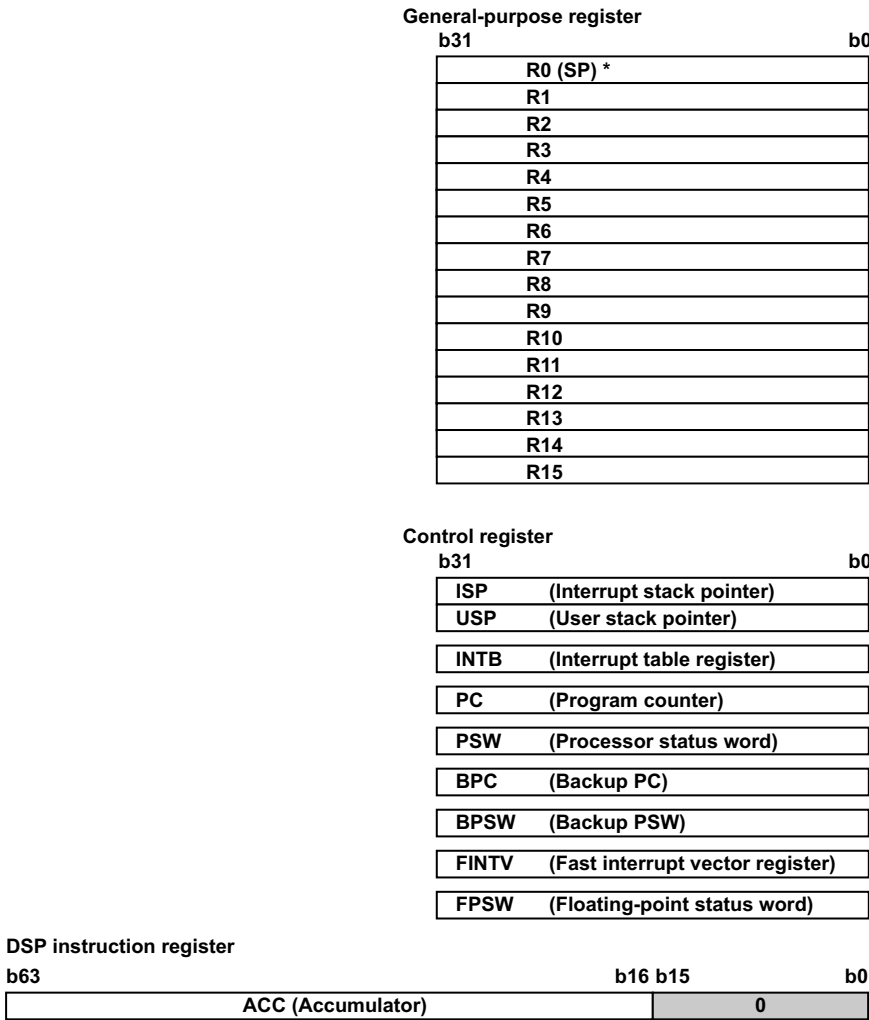 General-purpose register
b31 b0
R0 (SP) *
R1
R2
R3
R4
R5
R6
R7
R8
R9
R10
R11
R12
R13
R14
R15
Control register
b31 b0
ISP (Interrupt stack pointer)
USP (User stack pointer)
INTB (Interrupt table register)
PC (Program counter)
PSW (Processor status word)
BPC (Backup PC)
BPSW (Backup PSW)
FINTV (Fast interrupt vector register)
FPSW (Floating-point status word)
DSP instruction register
b63 b16 b15 b0
ACC (Accumulator) 0